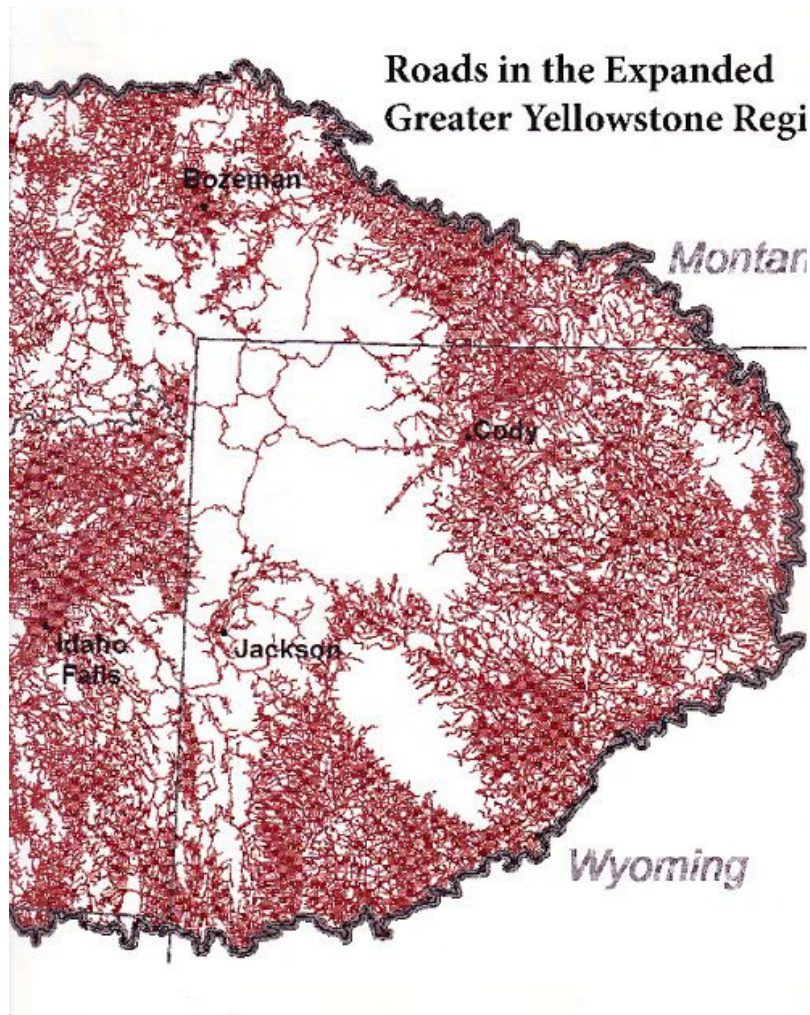 Roads in the Expanded
Greater Yellowstone Regi
Bozeman
Montan
Cody
Idaho
Falls
Jackson
Wyoming